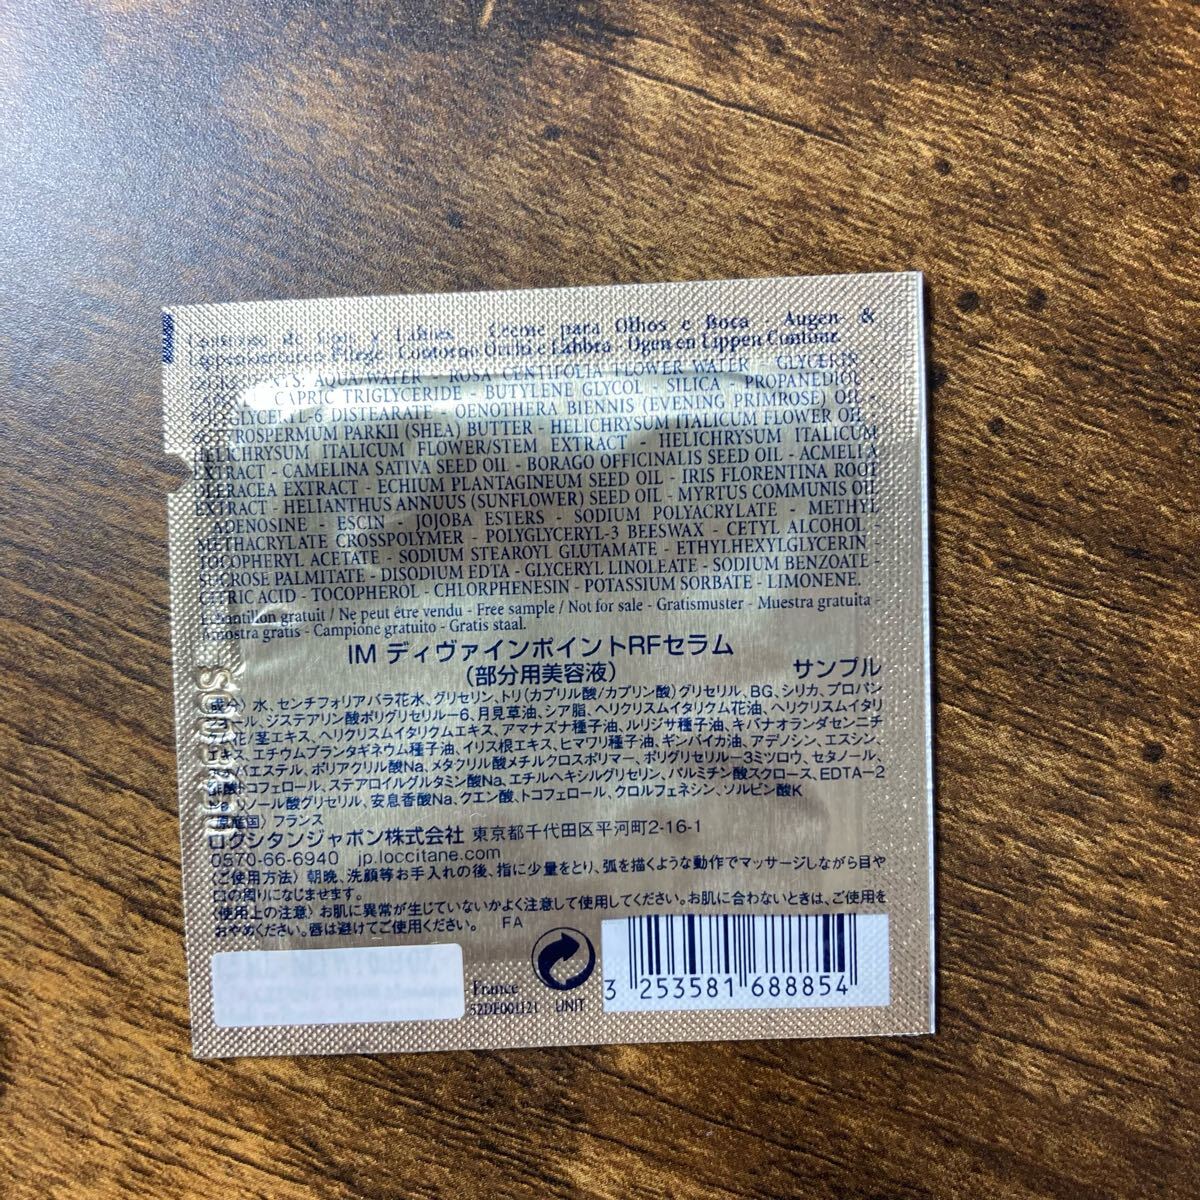 Contorno de Ojos y Labios - Creme para Olhos e Boca - Augen- &
Pflege - Contorno Occhi e Labbra - Ogen en Lippen Contour.
AQUA/WATER - ROSA CENTIFOLIA FLOWER WATER - GLYCERIN -
CAPRIC TRIGLYCERIDE - BUTYLENE GLYCOL - SILICA - PROPANEDIOL -
DISTEARATE - OENOTHERA BIENNIS (EVENING PRIMROSE) OIL -
PARKII (SHEA) BUTTER - HELICHRYSUM ITALICUM FLOWER OIL -
HELICHRYSUM ITALICUM FLOWER/STEM EXTRACT - HELICHRYSUM ITALICUM
EXTRACT - CAMELINA SATIVA SEED OIL - BORAGO OFFICINALIS SEED OIL - ACMELLA
OLERACEA EXTRACT - ECHIUM PLANTAGINEUM SEED OIL - IRIS FLORENTINA ROOT
EXTRACT - HELIANTHUS ANNUUS (SUNFLOWER) SEED OIL - MYRTUS COMMUNIS OIL
ADENOSINE - ESCIN - JOJOBA ESTERS - SODIUM POLYACRYLATE - METHYL
METHACRYLATE CROSSPOLYMER - POLYGLYCERYL-3 BEESWAX - CETYL ALCOHOL -
TOCOPHERYL ACETATE - SODIUM STEAROYL GLUTAMATE - ETHYLHEXYLGLYCERIN
SUCROSE PALMITATE - DISODIUM EDTA - GLYCERYL LINOLEATE - SODIUM BENZOATE -
CITRIC ACID - TOCOPHEROL - CHLORPHENESIN - POTASSIUM SORBATE - LIMONENE.
Echantillon gratuit / Ne peut être vendu - Free sample / Not for sale - Gratismuster - Muestra gratuita -
Amostra gratis - Campione gratuito - Gratis staal.
IM ディヴァインポイントRFセラム
(部分用美容液) サンプル
成分〉水、センチフォリアバラ花水、グリセリン、トリ(カプリル酸/カプリン酸)グリセリル、BG、シリカ、プロパン
ール、ジステアリン酸ポリグリセリル-6、月見草油、シア脂、ヘリクリスムイタリクム花油、ヘリクリスムイタリ
花/茎エキス、ヘリクリスムイタリクムエキス、アマナズナ種子油、ルリジサ種子油、キバナオランダセンニチ
エキス、エチウムプランタギネウム種子油、イリス根エキス、ヒマワリ種子油、ギンバイカ油、アデノシン、エスシン、
バエステル、ポリアクリル酸Na、メタクリル酸メチルクロスポリマー、ポリグリセリル-3ミツロウ、セタノール、
酢酸トコフェロール、ステアロイルグルタミン酸Na、エチルヘキシルグリセリン、パルミチン酸スクロース、EDTA-2
リノール酸グリセリル、安息香酸Na、クエン酸、トコフェロール、クロルフェネシン、ソルビン酸K
原産国〉フランス
ロクシタンジャポン株式会社 東京都千代田区平河町2-16-1
0570-66-6940 jp.loccitane.com
〈ご使用方法〉朝晩、洗顔等お手入れの後、指に少量をとり、弧を描くような動作でマッサージしながら目や
口の周りになじませます。
〈使用上の注意〉お肌に異常が生じていないかよく注意して使用してください。お肌に合わないときは、ご使用を
おやめください。唇は避けてご使用ください。 FA
France
52DE001121 UNIT
3 253581 688854